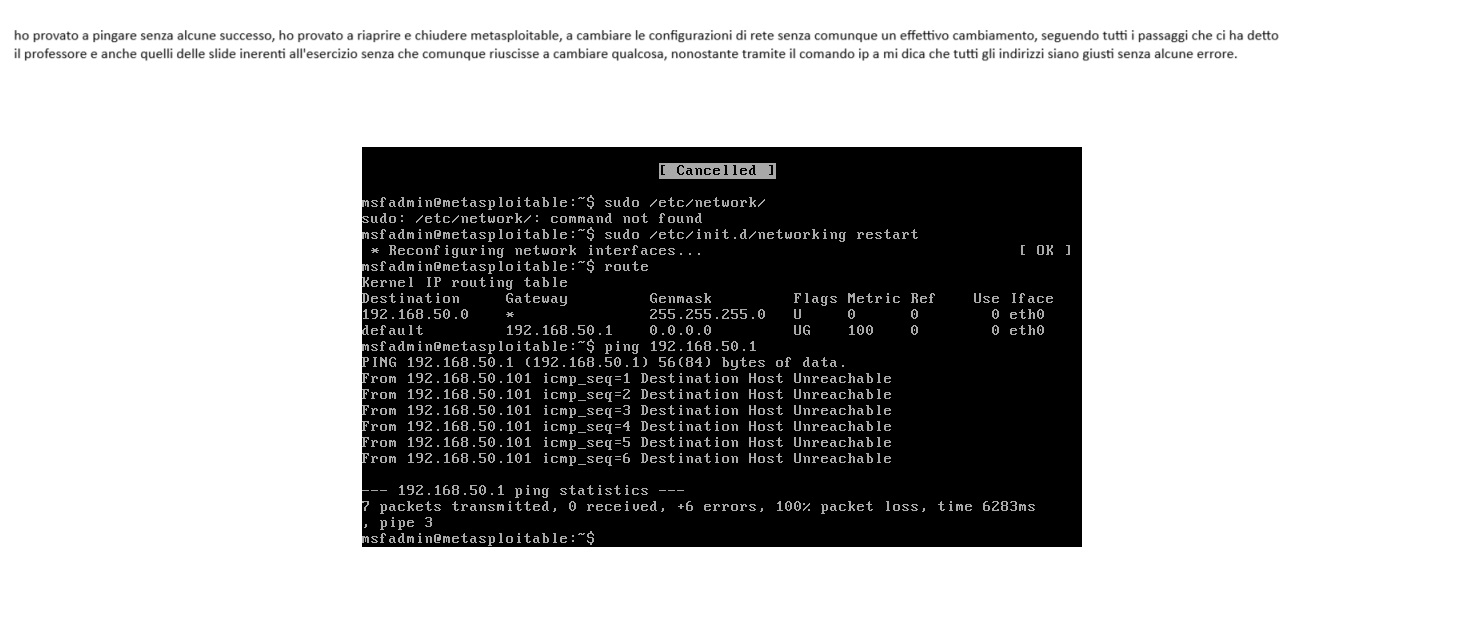 ho provato a pingare senza alcune successo, ho provato a riaprire e chiudere metasploitable, a cambiare le configurazioni di rete senza comunque un effettivo cambiamento, seguendo tutti i passaggi che ci ha detto
il professore e anche quelli delle slide inerenti all'esercizio senza che comunque riuscisse a cambiare qualcosa, nonostante tramite il comando ip a mi dica che tutti gli indirizzi siano giusti senza alcune errore.
[ Cancelled ]
msfadmin@metasploitable:~$ sudo /etc/network/
sudo: /etc/network/: command not found
msfadmin@metasploitable:~$ sudo /etc/init.d/networking restart
* Reconfiguring network interfaces... [ OK ]
msfadmin@metasploitable:~$ route
Kernel IP routing table
Destination Gateway Genmask Flags Metric Ref Use Iface
192.168.50.0 * 255.255.255.0 U 0 0 0 eth0
default 192.168.50.1 0.0.0.0 UG 100 0 0 eth0
msfadmin@metasploitable:~$ ping 192.168.50.1
PING 192.168.50.1 (192.168.50.1) 56(84) bytes of data.
From 192.168.50.101 icmp_seq=1 Destination Host Unreachable
From 192.168.50.101 icmp_seq=2 Destination Host Unreachable
From 192.168.50.101 icmp_seq=3 Destination Host Unreachable
From 192.168.50.101 icmp_seq=4 Destination Host Unreachable
From 192.168.50.101 icmp_seq=5 Destination Host Unreachable
From 192.168.50.101 icmp_seq=6 Destination Host Unreachable
--- 192.168.50.1 ping statistics ---
7 packets transmitted, 0 received, +6 errors, 100% packet loss, time 6283ms
, pipe 3
msfadmin@metasploitable:~$